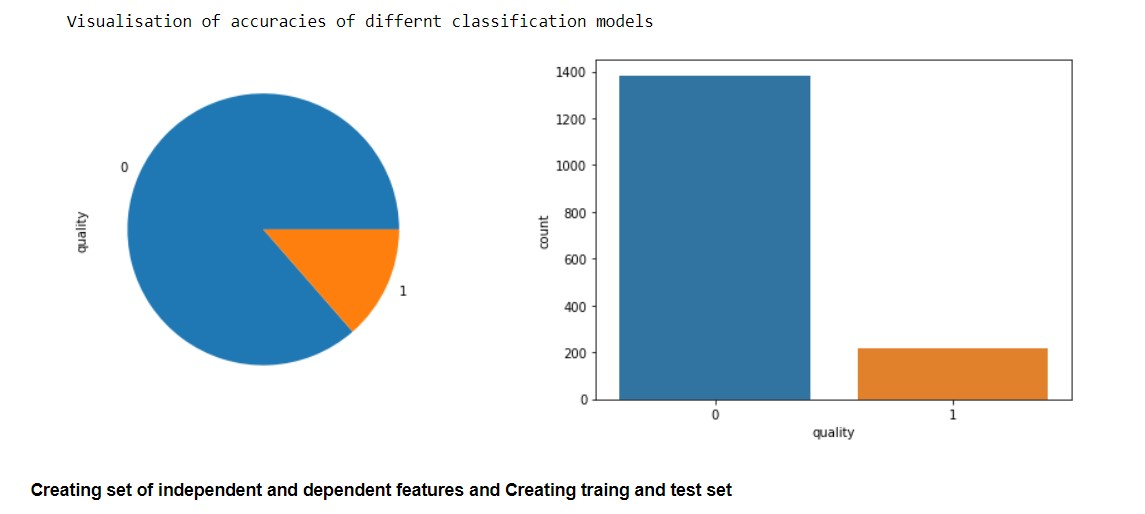 Visualisation of accuracies of differnt classification models
0
quality
1
1400
1200
1000
800
600
400
200
0
count
0 1
quality
Creating set of independent and dependent features and Creating traing and test set